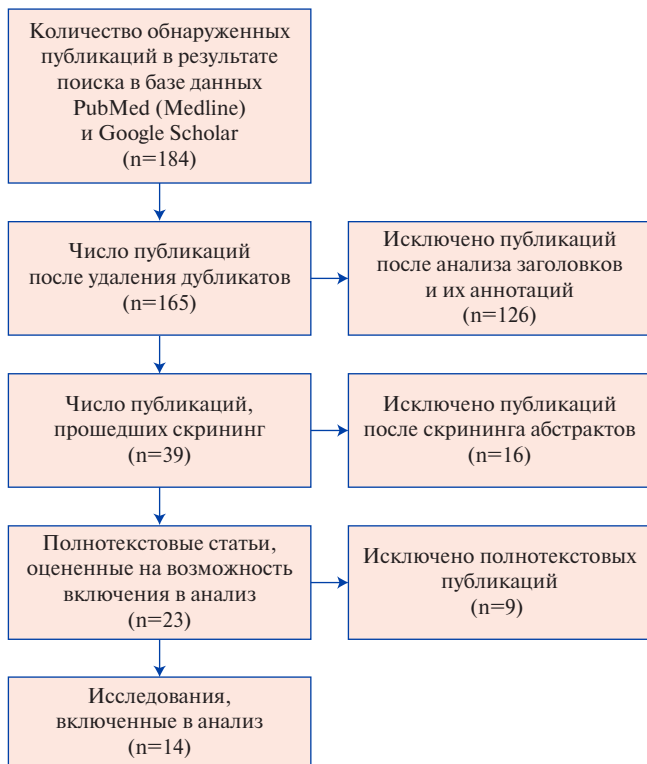 Количество обнаруженных
публикаций в результате
поиска в базе данных
PubMed (Medline)
и Google Scholar
(n=184)
Число публикаций
после удаления дубликатов
(n=165)
Исключено публикаций
после анализа заголовков
и их аннотаций
(n=126)
Число публикаций,
прошедших скрининг
(n=39)
Исключено публикаций
после скрининга абстрактов
(n=16)
Полнотекстовые статьи,
оцененные на возможность
включения в анализ
(n=23)
Исключено полнотекстовых
публикаций
(n=9)
Исследования,
включенные в анализ
(n=14)